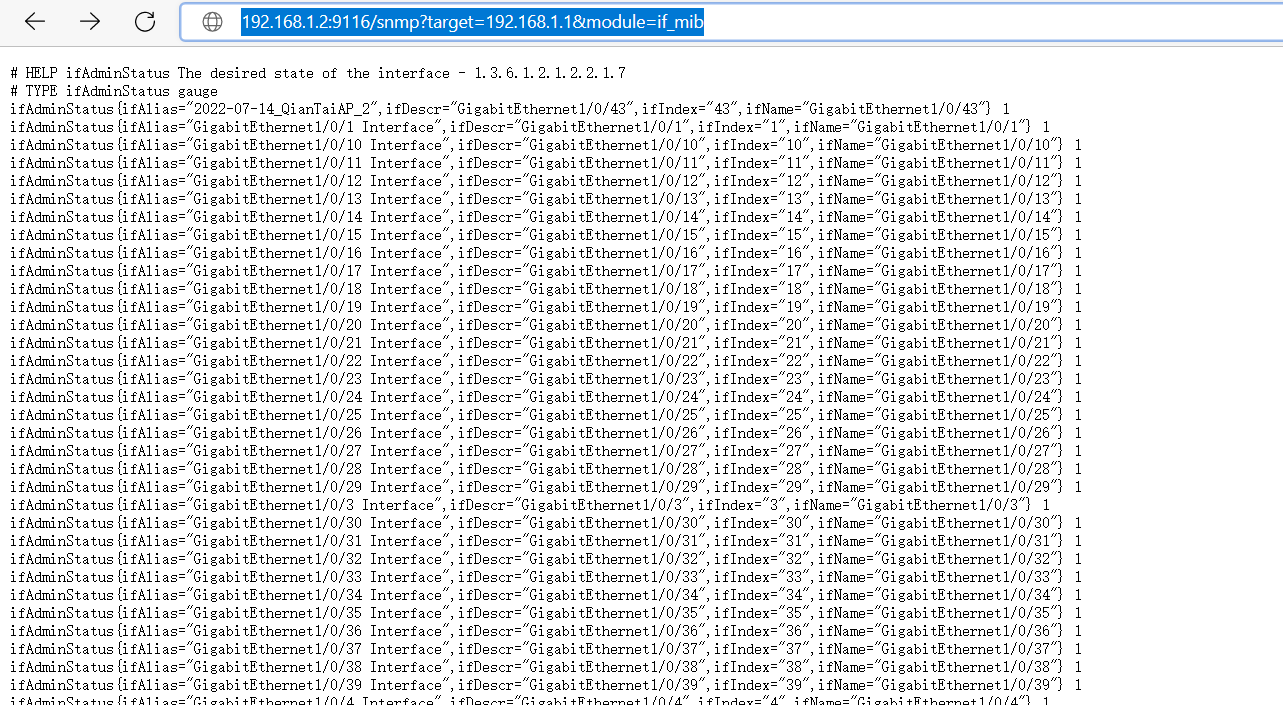 192.168.1.2:9116/snmp?target=192.168.1.1&module=if_mib
# HELP ifAdminStatus The desired state of the interface - 1.3.6.1.2.1.2.2.1.7
# TYPE ifAdminStatus gauge
ifAdminStatus{ifAlias="2022-07-14_QianTaiAP_2",ifDescr="GigabitEthernet1/0/43",ifIndex="43",ifName="GigabitEthernet1/0/43"} 1
ifAdminStatus{ifAlias="GigabitEthernet1/0/1 Interface",ifDescr="GigabitEthernet1/0/1",ifIndex="1",ifName="GigabitEthernet1/0/1"} 1
ifAdminStatus{ifAlias="GigabitEthernet1/0/10 Interface",ifDescr="GigabitEthernet1/0/10",ifIndex="10",ifName="GigabitEthernet1/0/10"} 1
ifAdminStatus{ifAlias="GigabitEthernet1/0/11 Interface",ifDescr="GigabitEthernet1/0/11",ifIndex="11",ifName="GigabitEthernet1/0/11"} 1
ifAdminStatus{ifAlias="GigabitEthernet1/0/12 Interface",ifDescr="GigabitEthernet1/0/12",ifIndex="12",ifName="GigabitEthernet1/0/12"} 1
ifAdminStatus{ifAlias="GigabitEthernet1/0/13 Interface",ifDescr="GigabitEthernet1/0/13",ifIndex="13",ifName="GigabitEthernet1/0/13"} 1
ifAdminStatus{ifAlias="GigabitEthernet1/0/14 Interface",ifDescr="GigabitEthernet1/0/14",ifIndex="14",ifName="GigabitEthernet1/0/14"} 1
ifAdminStatus{ifAlias="GigabitEthernet1/0/15 Interface",ifDescr="GigabitEthernet1/0/15",ifIndex="15",ifName="GigabitEthernet1/0/15"} 1
ifAdminStatus{ifAlias="GigabitEthernet1/0/16 Interface",ifDescr="GigabitEthernet1/0/16",ifIndex="16",ifName="GigabitEthernet1/0/16"} 1
ifAdminStatus{ifAlias="GigabitEthernet1/0/17 Interface",ifDescr="GigabitEthernet1/0/17",ifIndex="17",ifName="GigabitEthernet1/0/17"} 1
ifAdminStatus{ifAlias="GigabitEthernet1/0/18 Interface",ifDescr="GigabitEthernet1/0/18",ifIndex="18",ifName="GigabitEthernet1/0/18"} 1
ifAdminStatus{ifAlias="GigabitEthernet1/0/19 Interface",ifDescr="GigabitEthernet1/0/19",ifIndex="19",ifName="GigabitEthernet1/0/19"} 1
ifAdminStatus{ifAlias="GigabitEthernet1/0/20 Interface",ifDescr="GigabitEthernet1/0/20",ifIndex="20",ifName="GigabitEthernet1/0/20"} 1
ifAdminStatus{ifAlias="GigabitEthernet1/0/21 Interface",ifDescr="GigabitEthernet1/0/21",ifIndex="21",ifName="GigabitEthernet1/0/21"} 1
ifAdminStatus{ifAlias="GigabitEthernet1/0/22 Interface",ifDescr="GigabitEthernet1/0/22",ifIndex="22",ifName="GigabitEthernet1/0/22"} 1
ifAdminStatus{ifAlias="GigabitEthernet1/0/23 Interface",ifDescr="GigabitEthernet1/0/23",ifIndex="23",ifName="GigabitEthernet1/0/23"} 1
ifAdminStatus{ifAlias="GigabitEthernet1/0/24 Interface",ifDescr="GigabitEthernet1/0/24",ifIndex="24",ifName="GigabitEthernet1/0/24"} 1
ifAdminStatus{ifAlias="GigabitEthernet1/0/25 Interface",ifDescr="GigabitEthernet1/0/25",ifIndex="25",ifName="GigabitEthernet1/0/25"} 1
ifAdminStatus{ifAlias="GigabitEthernet1/0/26 Interface",ifDescr="GigabitEthernet1/0/26",ifIndex="26",ifName="GigabitEthernet1/0/26"} 1
ifAdminStatus{ifAlias="GigabitEthernet1/0/27 Interface",ifDescr="GigabitEthernet1/0/27",ifIndex="27",ifName="GigabitEthernet1/0/27"} 1
ifAdminStatus{ifAlias="GigabitEthernet1/0/28 Interface",ifDescr="GigabitEthernet1/0/28",ifIndex="28",ifName="GigabitEthernet1/0/28"} 1
ifAdminStatus{ifAlias="GigabitEthernet1/0/29 Interface",ifDescr="GigabitEthernet1/0/29",ifIndex="29",ifName="GigabitEthernet1/0/29"} 1
ifAdminStatus{ifAlias="GigabitEthernet1/0/3 Interface",ifDescr="GigabitEthernet1/0/3",ifIndex="3",ifName="GigabitEthernet1/0/3"} 1
ifAdminStatus{ifAlias="GigabitEthernet1/0/30 Interface",ifDescr="GigabitEthernet1/0/30",ifIndex="30",ifName="GigabitEthernet1/0/30"} 1
ifAdminStatus{ifAlias="GigabitEthernet1/0/31 Interface",ifDescr="GigabitEthernet1/0/31",ifIndex="31",ifName="GigabitEthernet1/0/31"} 1
ifAdminStatus{ifAlias="GigabitEthernet1/0/32 Interface",ifDescr="GigabitEthernet1/0/32",ifIndex="32",ifName="GigabitEthernet1/0/32"} 1
ifAdminStatus{ifAlias="GigabitEthernet1/0/33 Interface",ifDescr="GigabitEthernet1/0/33",ifIndex="33",ifName="GigabitEthernet1/0/33"} 1
ifAdminStatus{ifAlias="GigabitEthernet1/0/34 Interface",ifDescr="GigabitEthernet1/0/34",ifIndex="34",ifName="GigabitEthernet1/0/34"} 1
ifAdminStatus{ifAlias="GigabitEthernet1/0/35 Interface",ifDescr="GigabitEthernet1/0/35",ifIndex="35",ifName="GigabitEthernet1/0/35"} 1
ifAdminStatus{ifAlias="GigabitEthernet1/0/36 Interface",ifDescr="GigabitEthernet1/0/36",ifIndex="36",ifName="GigabitEthernet1/0/36"} 1
ifAdminStatus{ifAlias="GigabitEthernet1/0/37 Interface",ifDescr="GigabitEthernet1/0/37",ifIndex="37",ifName="GigabitEthernet1/0/37"} 1
ifAdminStatus{ifAlias="GigabitEthernet1/0/38 Interface",ifDescr="GigabitEthernet1/0/38",ifIndex="38",ifName="GigabitEthernet1/0/38"} 1
ifAdminStatus{ifAlias="GigabitEthernet1/0/39 Interface",ifDescr="GigabitEthernet1/0/39",ifIndex="39",ifName="GigabitEthernet1/0/39"} 1
ifAdminStatus{ifAlias="GigabitEthernet1/0/4 Interface",ifDescr="GigabitEthernet1/0/4",ifIndex="4",ifName="GigabitEthernet1/0/4"} 1